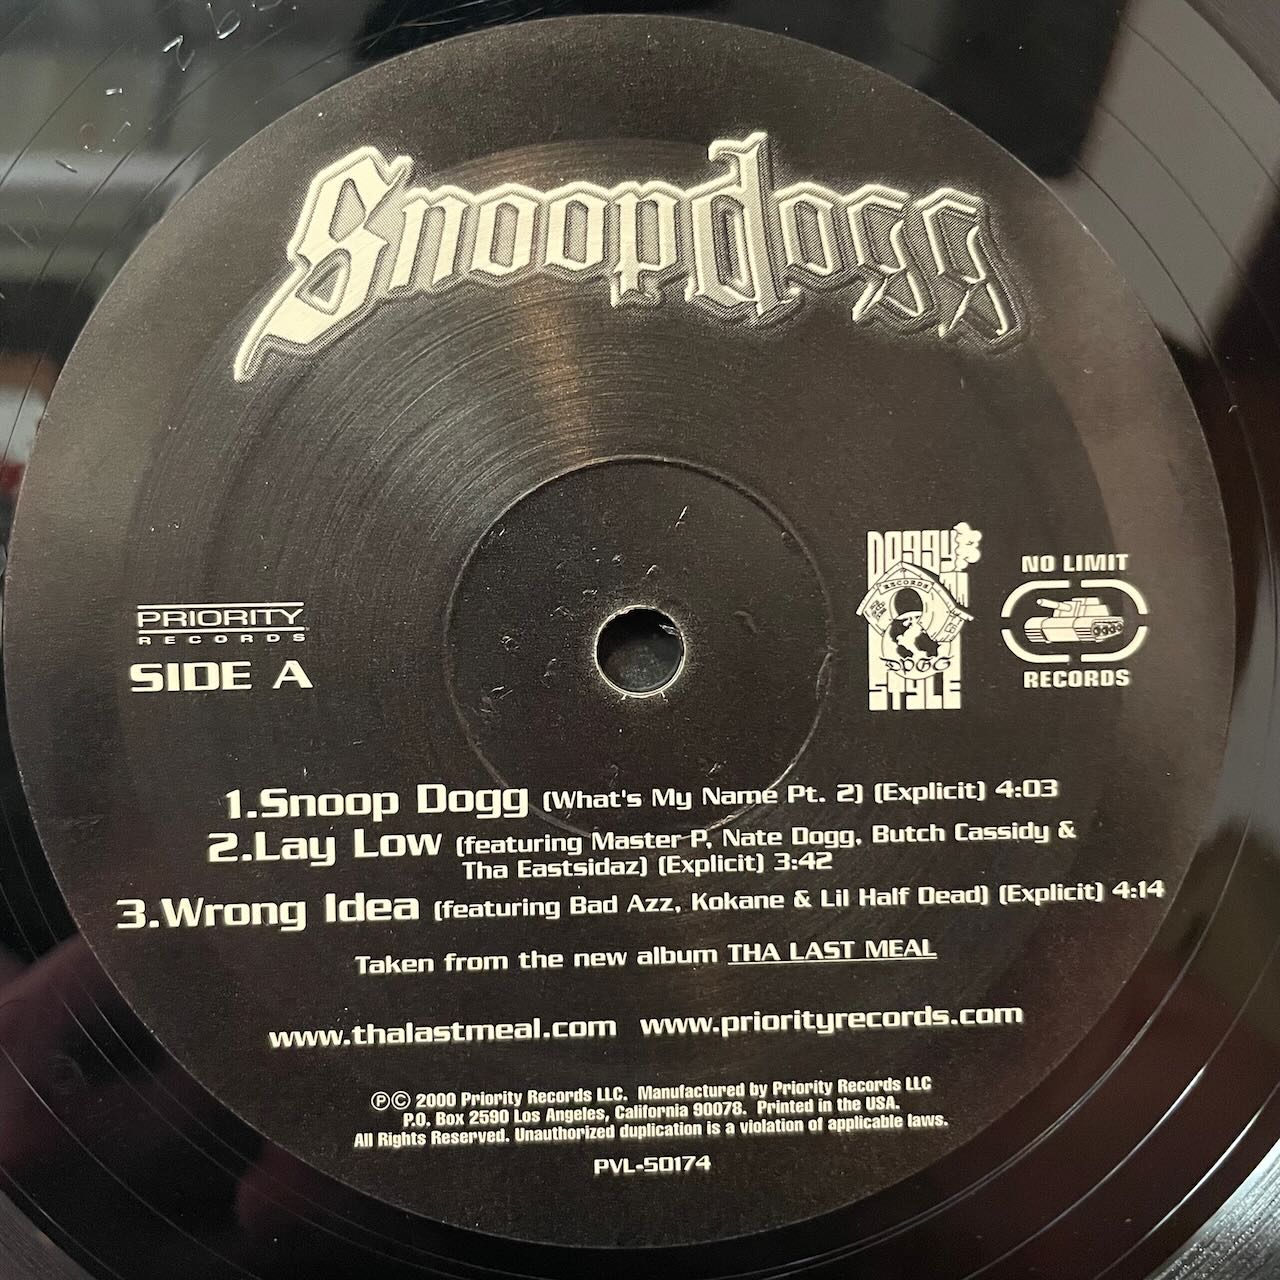 Snoopdogg
PRIORITY
RECORDS
SIDE A
DOGGY
RECORDS
DOGG
STYLE
NO LIMIT
RECORDS
1.Snoop Dogg (What's My Name Pt. 2) (Explicit) 4:03
2.Lay Low (featuring Master P, Nate Dogg, Butch Cassidy &
Tha Eastsidaz) (Explicit) 3:42
3.Wrong Idea (featuring Bad Azz, Kokane & Lil Half Dead) (Explicit) 4:14
Taken from the new album THA LAST MEAL
www.thalastmeal.com www.priorityrecords.com
℗© 2000 Priority Records LLC. Manufactured by Priority Records LLC
P.O. Box 2590 Los Angeles, California 90078. Printed in the USA.
All Rights Reserved. Unauthorized duplication is a violation of applicable laws.
PVL-50174